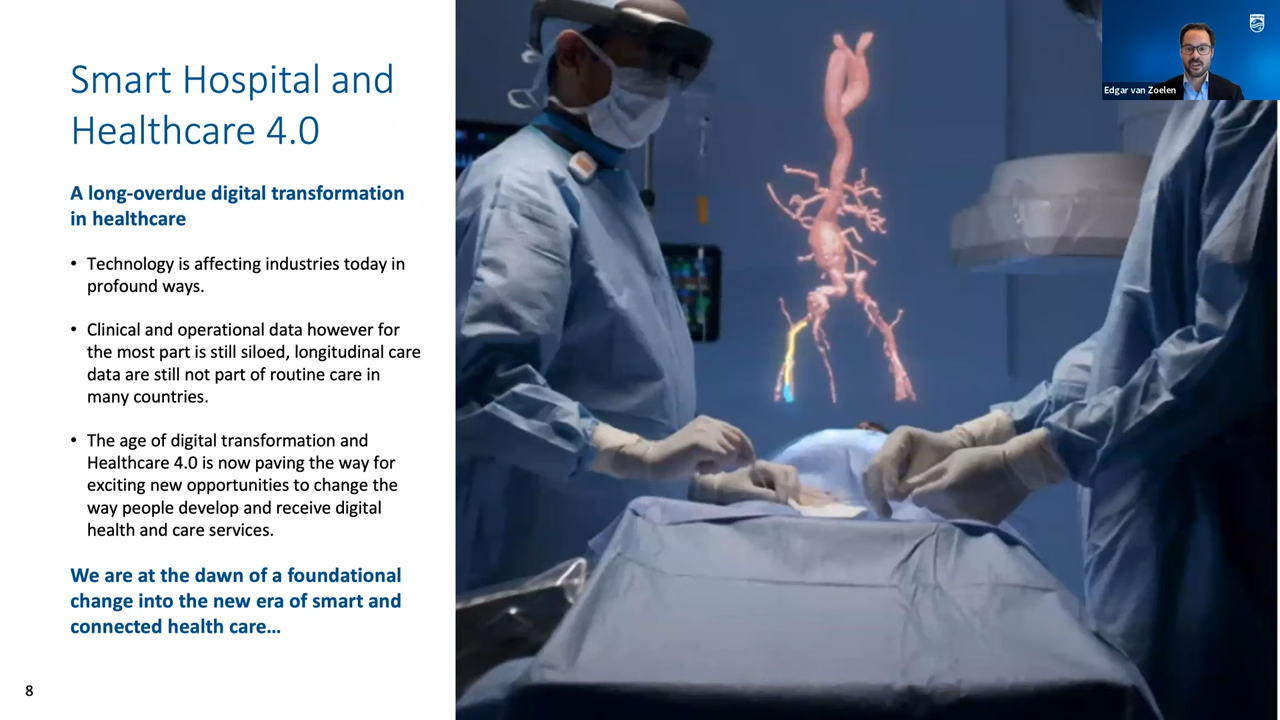 Smart Hospital and
Healthcare 4.0
A long-overdue digital transformation
in healthcare
• Technology is affecting industries today in
profound ways.
• Clinical and operational data however for
the most part is still siloed, longitudinal care
data are still not part of routine care in
many countries.
• The age of digital transformation and
Healthcare 4.0 is now paving the way for
exciting new opportunities to change the
way people develop and receive digital
health and care services.
We are at the dawn of a foundational
change into the new era of smart and
connected health care...
8
Edgar van Zoelen